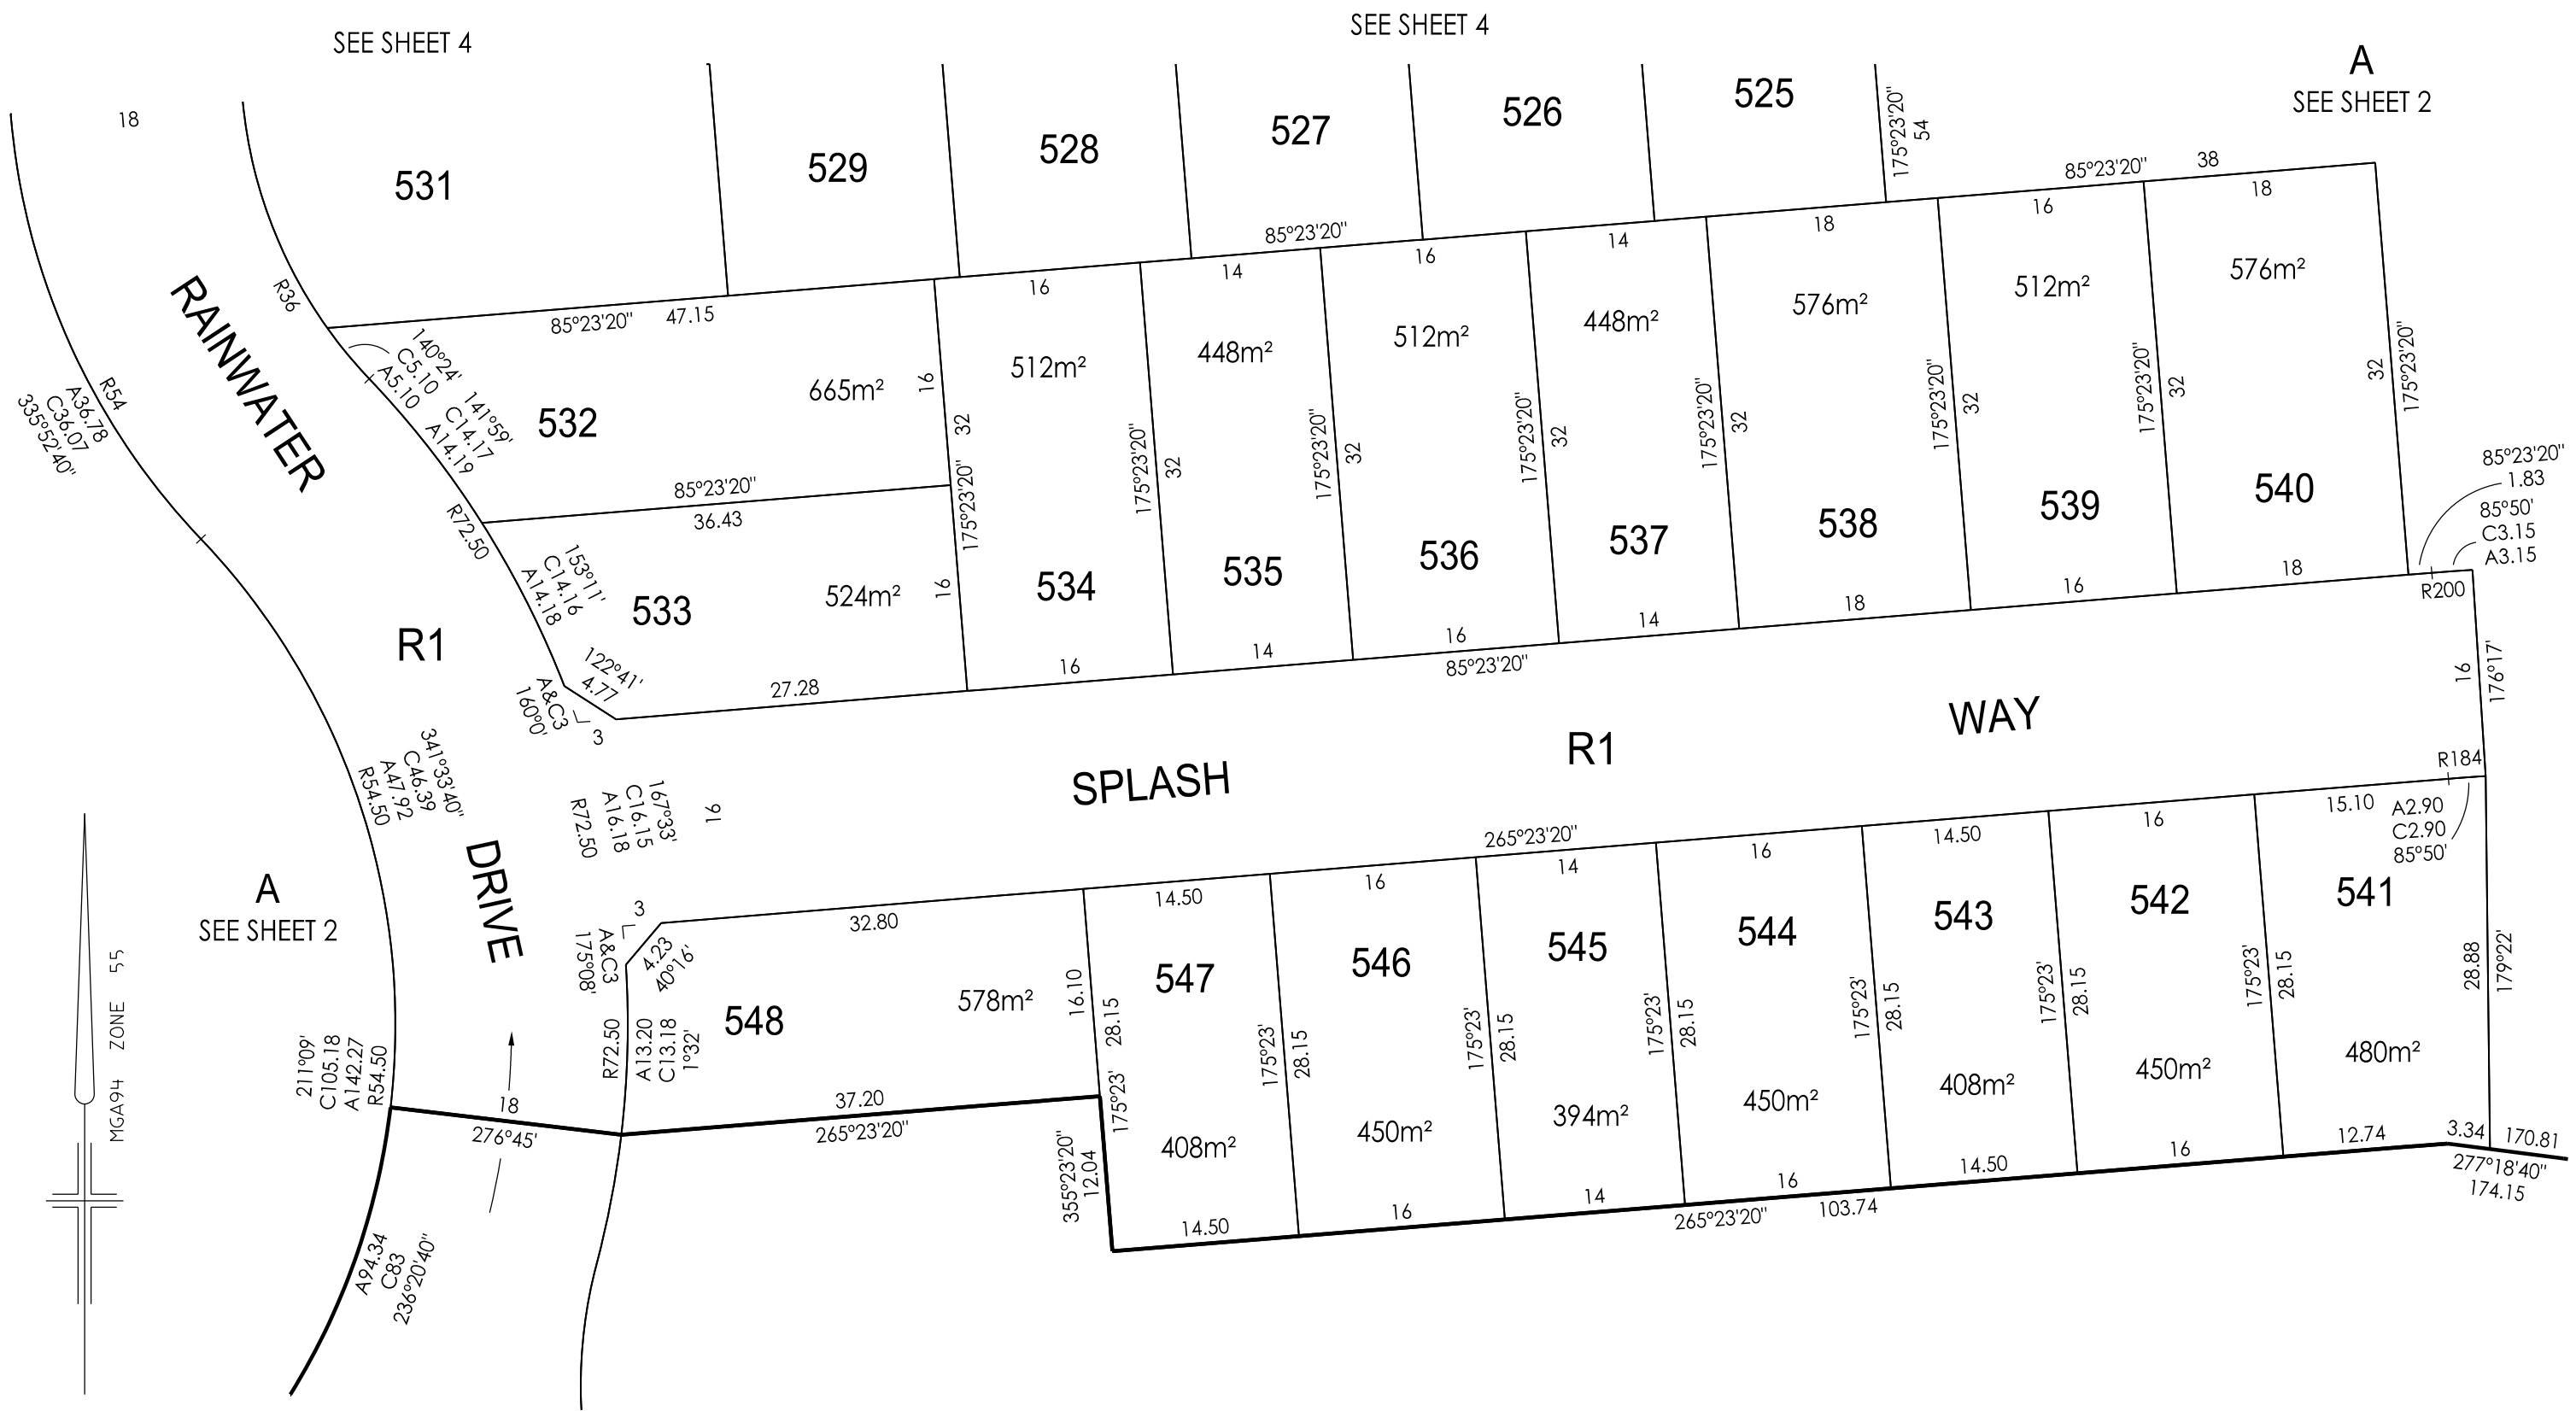 SEE SHEET 4
SEE SHEET 4
A
SEE SHEET 2
18
531
529
528
527
526
525
175°23'20"
54
85°23'20"
38
R36
85°23'20"
47.15
85°23'20"
16
14
16
14
18
16
18
RAINWATER
R54
A36.78
C36.07
335°52'40"
140°24'
C5.10
A5.10
141°59'
C14.17
A14.19
532
665m²
16
32
175°23'20"
16
85°23'20"
36.43
R72.50
153°11'
C14.16
A14.18
533
524m²
122°41'
4.77
A&C3
160°0'
3
27.28
512m²
534
16
175°23'20"
32
448m²
535
14
175°23'20"
32
512m²
536
16
175°23'20"
32
448m²
537
14
175°23'20"
32
576m²
538
18
175°23'20"
32
512m²
539
16
175°23'20"
32
576m²
540
18
32
175°23'20"
85°23'20"
1.83
85°50'
C3.15
A3.15
R200
85°23'20"
R1
16
176°17'
R184
SPLASH
R1
WAY
341°33'40"
C46.39
A47.92
R54.50
167°33'
C16.15
A16.18
R72.50
16
DRIVE
A
SEE SHEET 2
MGA94 ZONE 55
265°23'20"
3
A&C3
175°08'
4.23
40°16'
32.80
14.50
16
14
16
14.50
16
15.10
A2.90
C2.90
85°50'
548
578m²
16.10
28.15
175°23'
R72.50
A13.20
C13.18
1°32'
37.20
265°23'20"
211°09'
C105.18
A142.27
R54.50
18
276°45'
A94.34
C83
236°20'40"
355°23'20"
12.04
547
408m²
14.50
175°23'
28.15
546
450m²
16
175°23'
28.15
545
394m²
14
175°23'
28.15
544
450m²
16
175°23'
28.15
543
408m²
14.50
175°23'
28.15
542
450m²
16
175°23'
28.15
541
480m²
12.74
28.88
179°22'
3.34
170.81
277°18'40"
174.15
265°23'20"
103.74